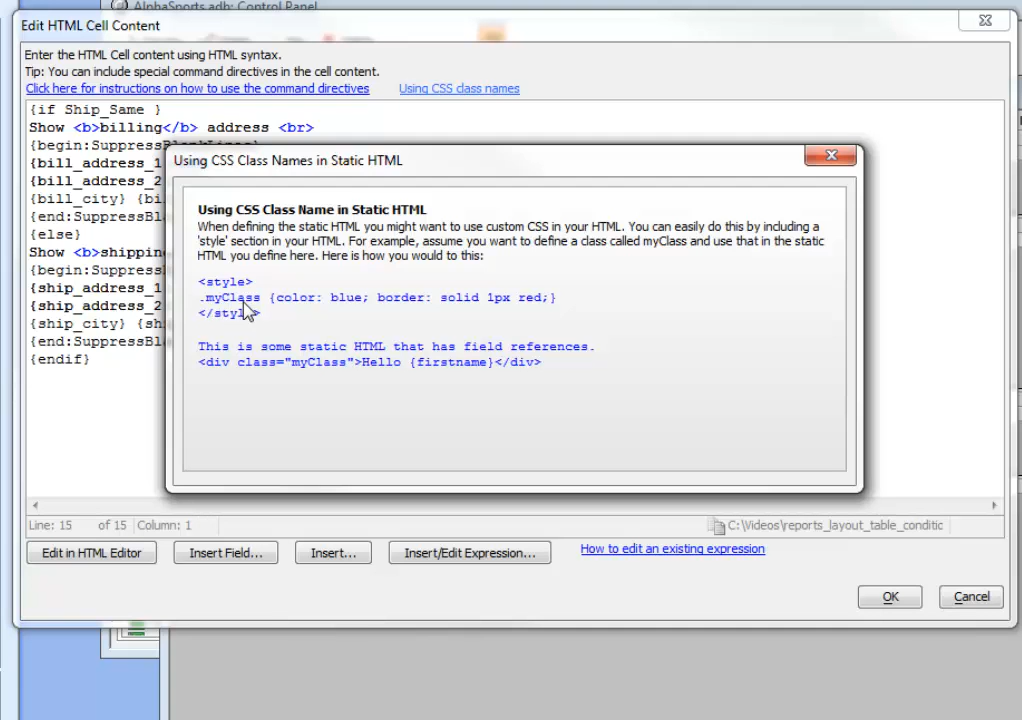 AlphaSports.adb: Control Panel
Edit HTML Cell Content
Enter the HTML Cell content using HTML syntax.
Tip: You can include special command directives in the cell content.
Click here for instructions on how to use the command directives
Using CSS class names
{if Ship_Same }
Show <b>billing</b> address <br>
{begin:SuppressBlankLines}
{bill_address_1
{bill_address_2
{bill_city} {bi
{end:SuppressBla
{else}
Show <b>shippin
{begin:Suppress
{ship_address_1
{ship_address_2
{ship_city} {sh
{end:SuppressBla
{endif}
Using CSS Class Names in Static HTML
Using CSS Class Name in Static HTML
When defining the static HTML you might want to use custom CSS in your HTML. You can easily do this by including a
'style' section in your HTML. For example, assume you want to define a class called myClass and use that in the static
HTML you define here. Here is how you would to this:
<style>
.myClass {color: blue; border: solid 1px red;}
</style>
This is some static HTML that has field references.
<div class="myClass">Hello {firstname}</div>
Line: 15 of 15 Column: 1
C:\Videos\reports_layout_table_conditic
Edit in HTML Editor
Insert Field...
Insert...
Insert/Edit Expression...
How to edit an existing expression
OK
Cancel